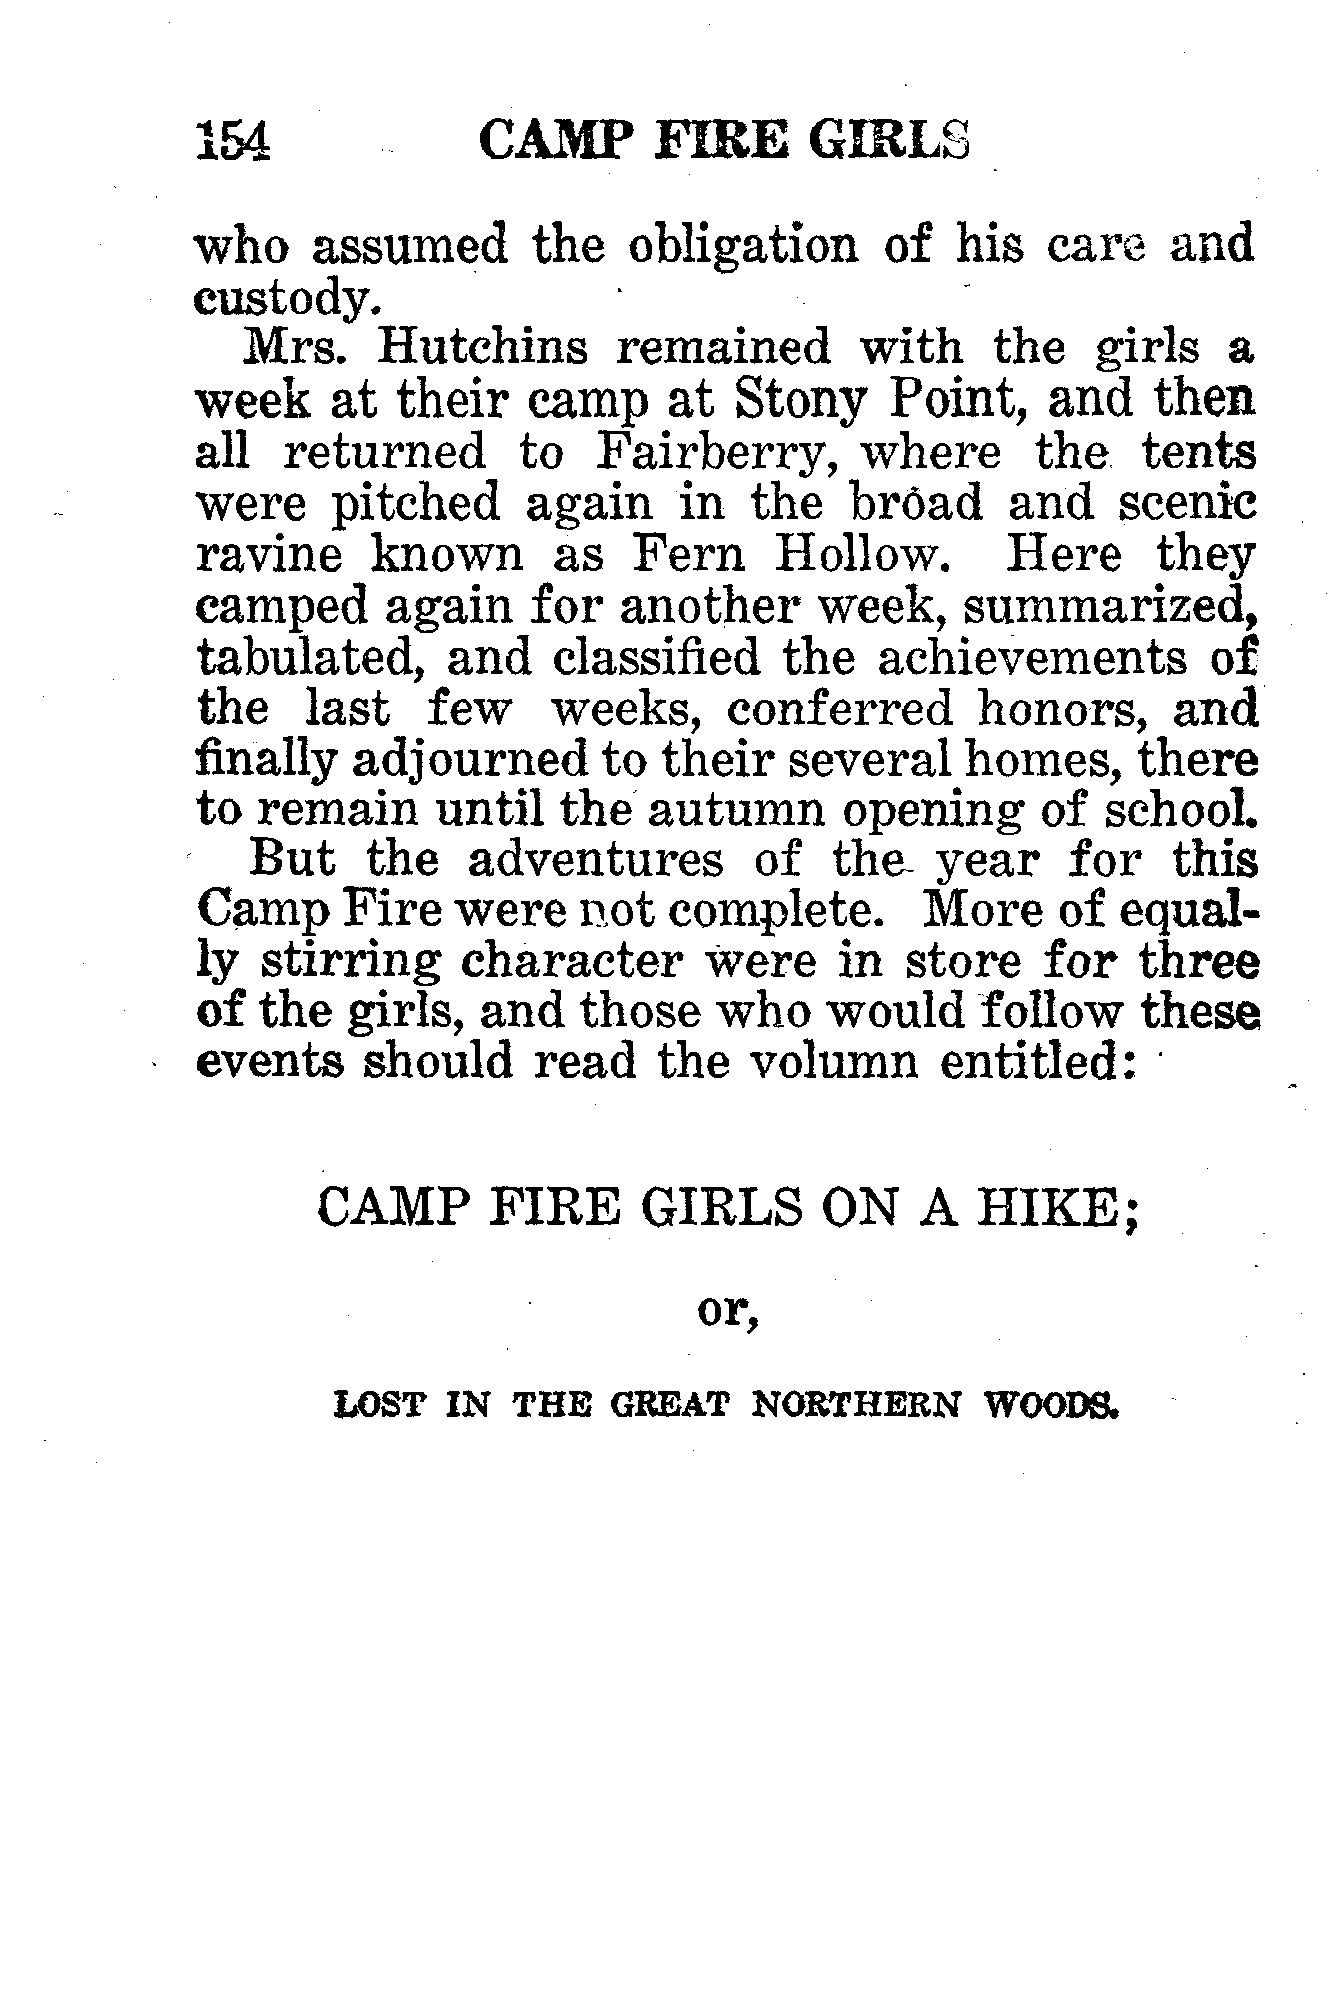 154 CAMP FIRE GIRLS
who assumed the obligation of his care and
custody.
Mrs. Hutchins remained with the girls a
week at their camp at Stony Point, and then
all returned to Fairberry, where the tents
were pitched again in the broad and scenic
ravine known as Fern Hollow. Here they
camped again for another week, summarized,
tabulated, and classified the achievements of
the last few weeks, conferred honors, and
finally adjourned to their several homes, there
to remain until the autumn opening of school.
But the adventures of the year for this
Camp Fire were not complete. More of equal-
ly stirring character were in store for three
of the girls, and those who would follow these
events should read the volumn entitled:
CAMP FIRE GIRLS ON A HIKE;
or,
LOST IN THE GREAT NORTHERN WOODS.